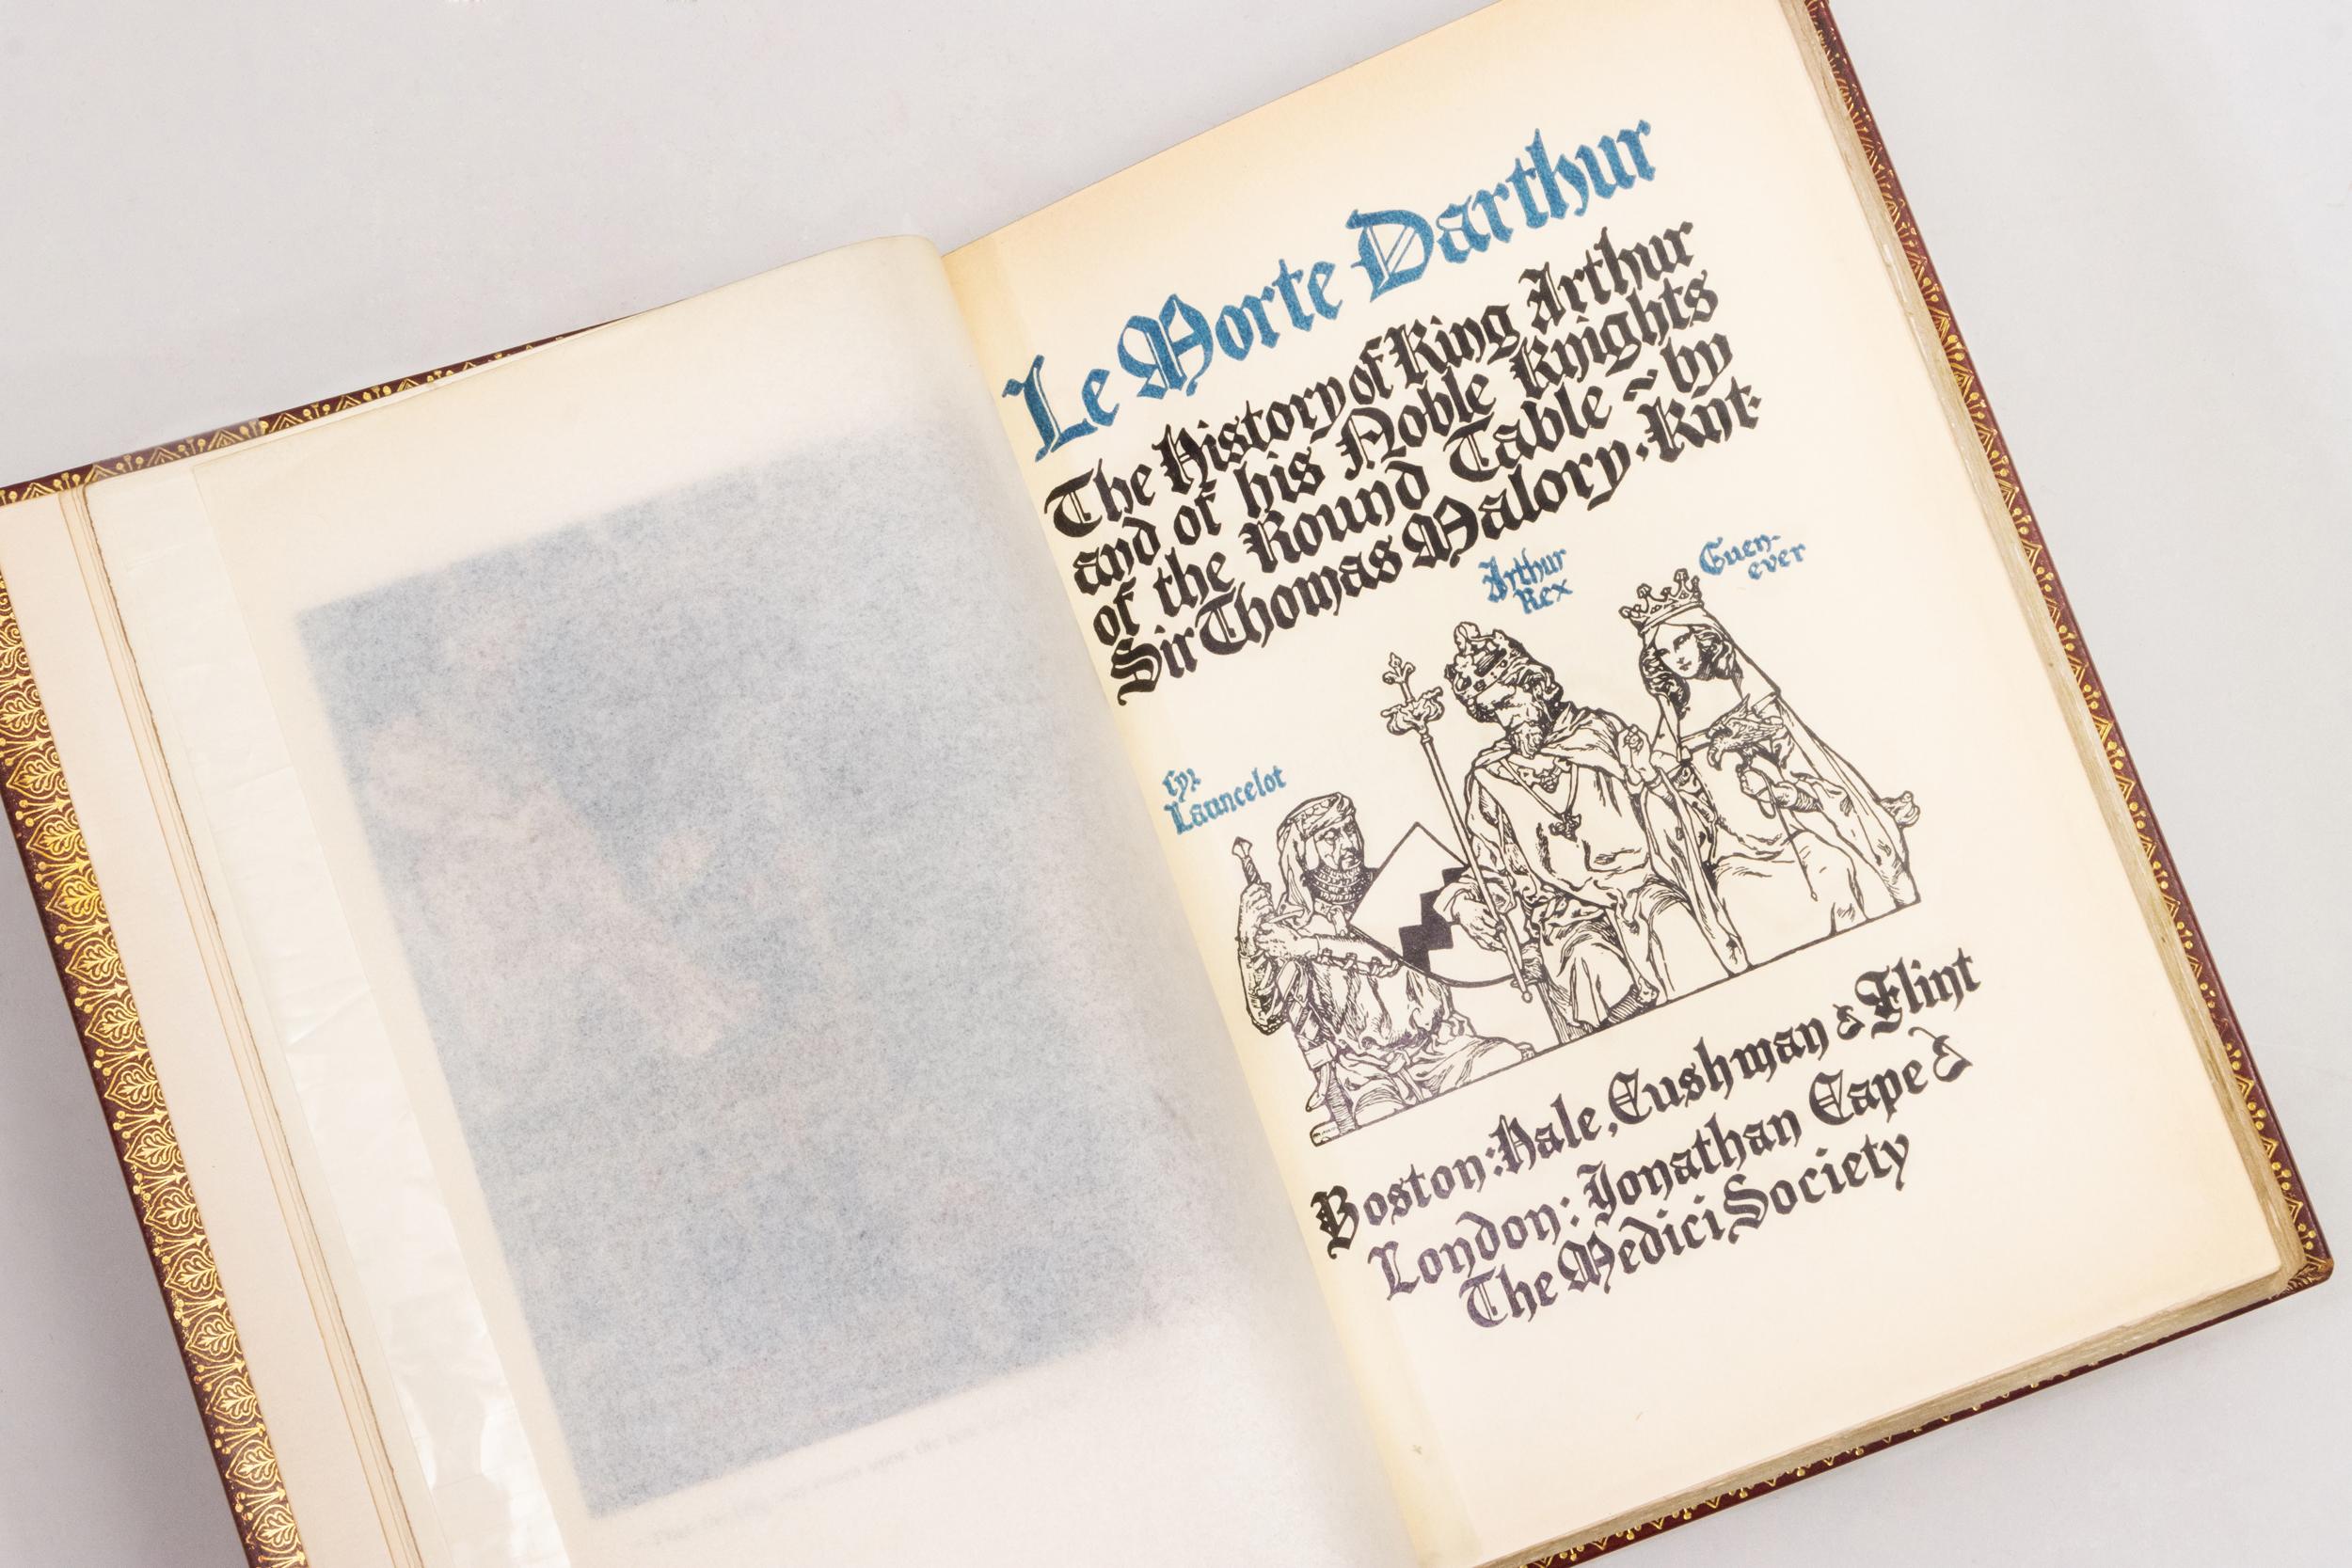 Le Morte Darthur
The History of King Arthur
and of his Noble Knights
of the Round Table ~ by
Sir Thomas Malory · Knt:
Arthur
Rex
Guen-
ever
syr
Launcelot
Boston: Hale, Cushman & Flint
London: Jonathan Cape &
The Medici Society